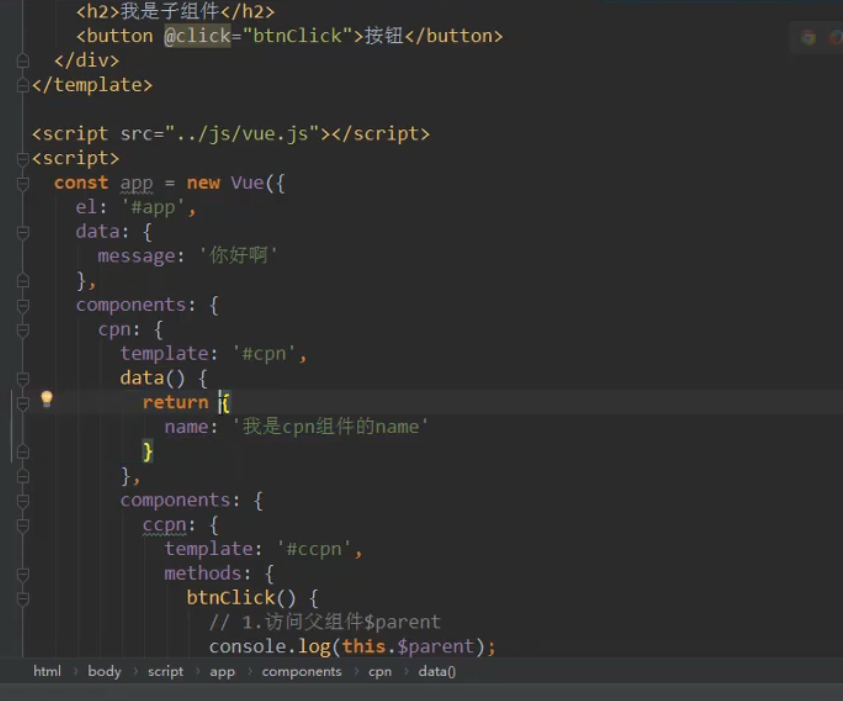 <h2>我是子组件</h2>
<button @click="btnClick">按钮</button>
</div>
</template>
<script src="../js/vue.js"></script>
<script>
const app = new Vue({
el: '#app',
data: {
message: '你好啊'
},
components: {
cpn: {
template: '#cpn',
data() {
return {
name: '我是cpn组件的name'
}
},
components: {
ccpn: {
template: '#ccpn',
methods: {
btnClick() {
// 1.访问父组件$parent
console.log(this.$parent);
html › body › script › app › components › cpn › data()